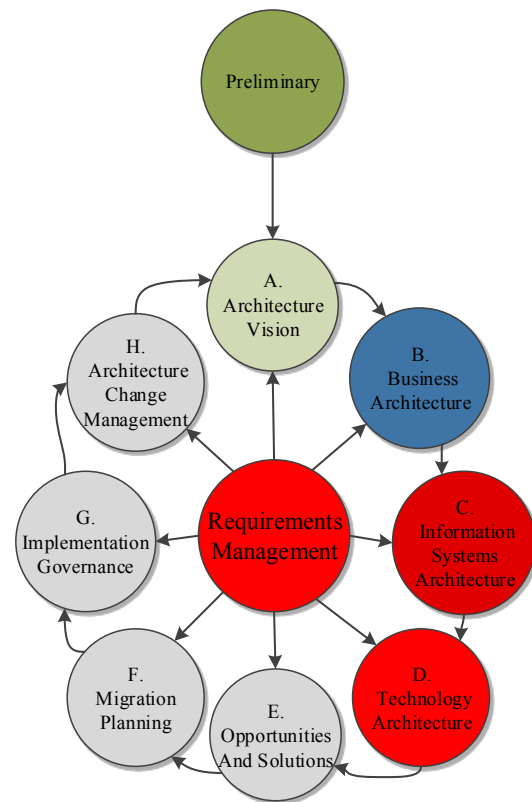 Preliminary
A.
Architecture
Vision
B.
Business
Architecture
C.
Information
Systems
Architecture
D.
Technology
Architecture
E.
Opportunities
And Solutions
F.
Migration
Planning
G.
Implementation
Governance
H.
Architecture
Change
Management
Requirements
Management